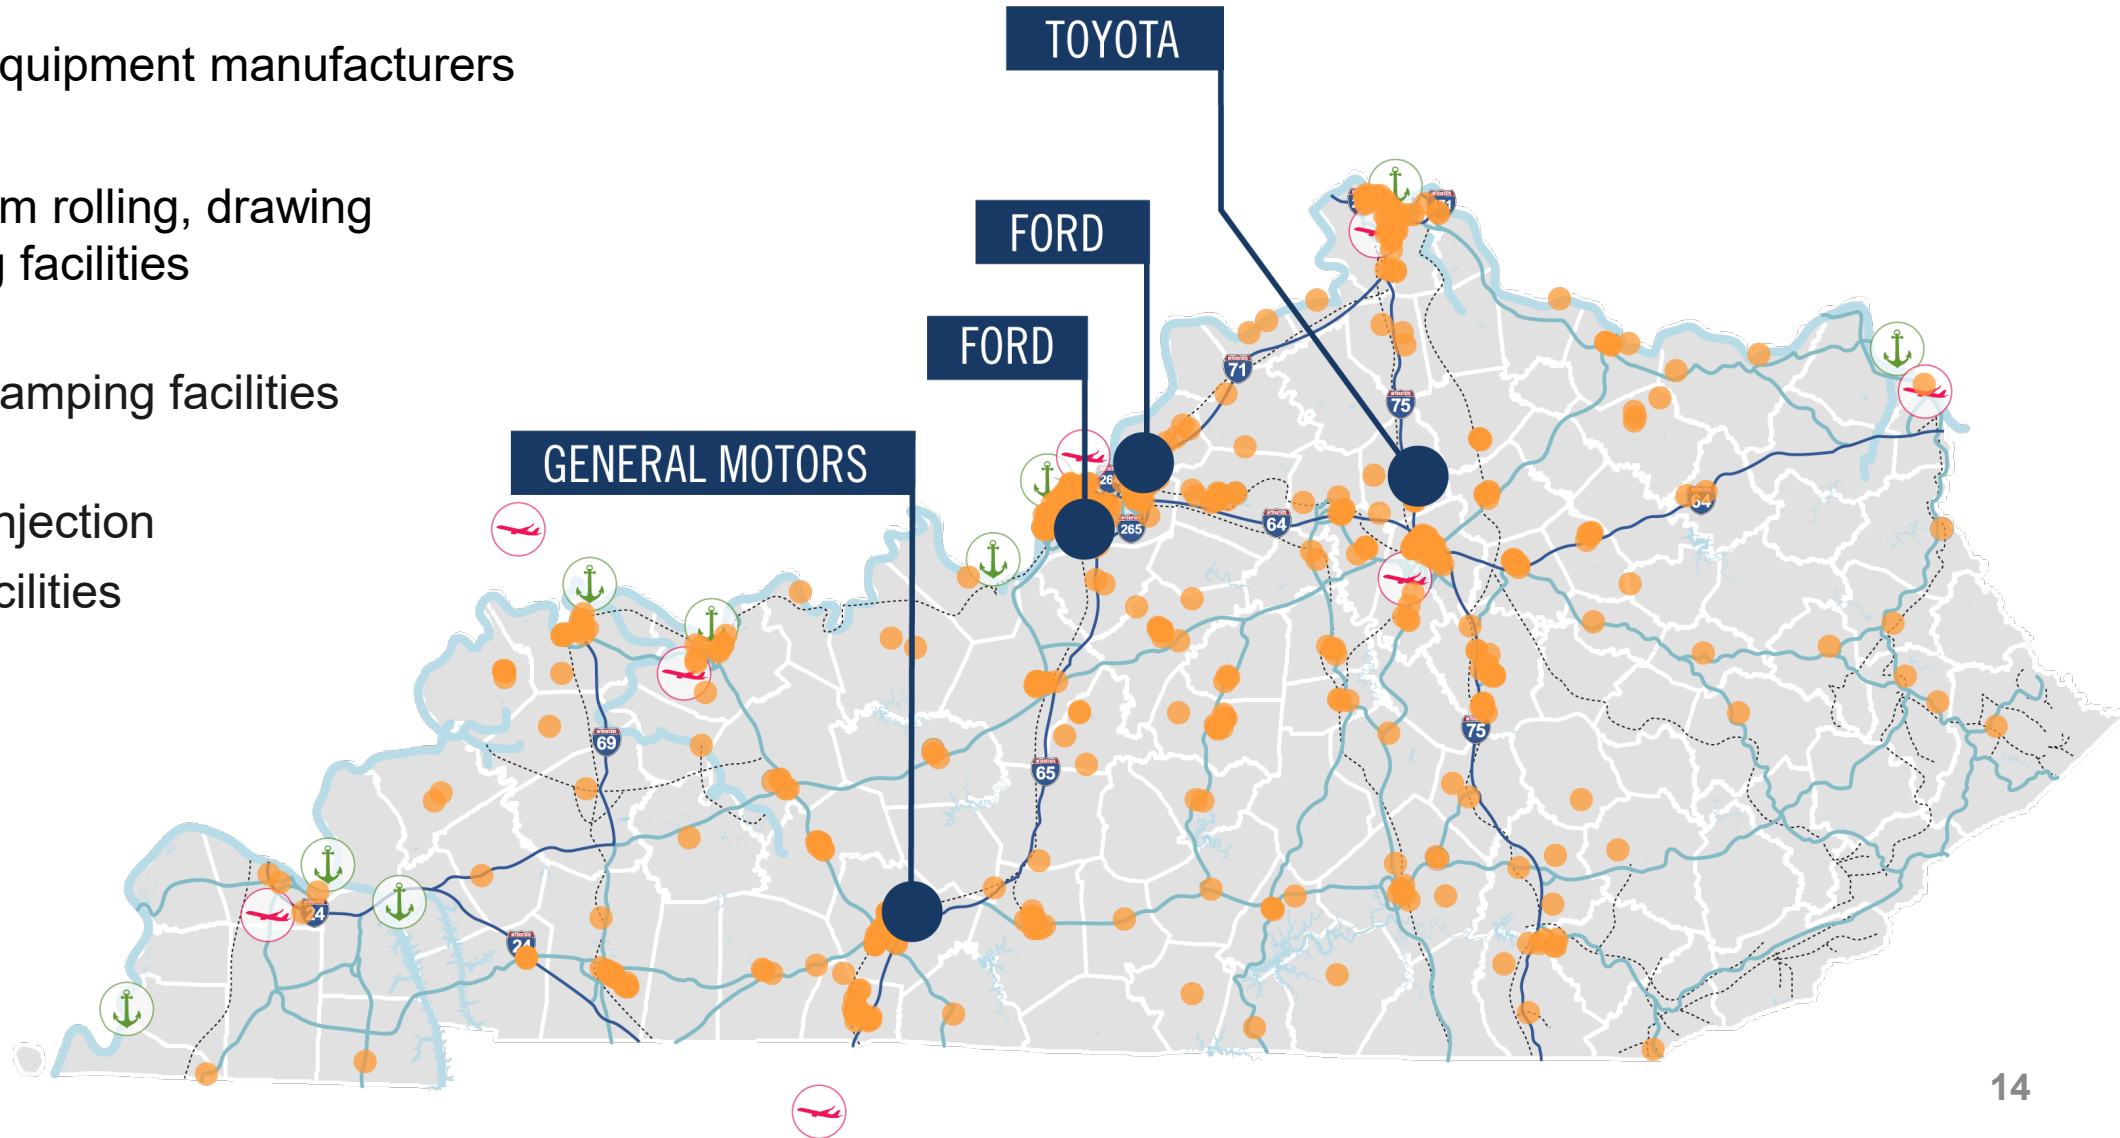 quipment manufacturers
m rolling, drawing
g facilities
amping facilities
njection
cilities
TOYOTA
FORD
FORD
GENERAL MOTORS
71
75
71
265
64
64
69
65
75
24
24
14